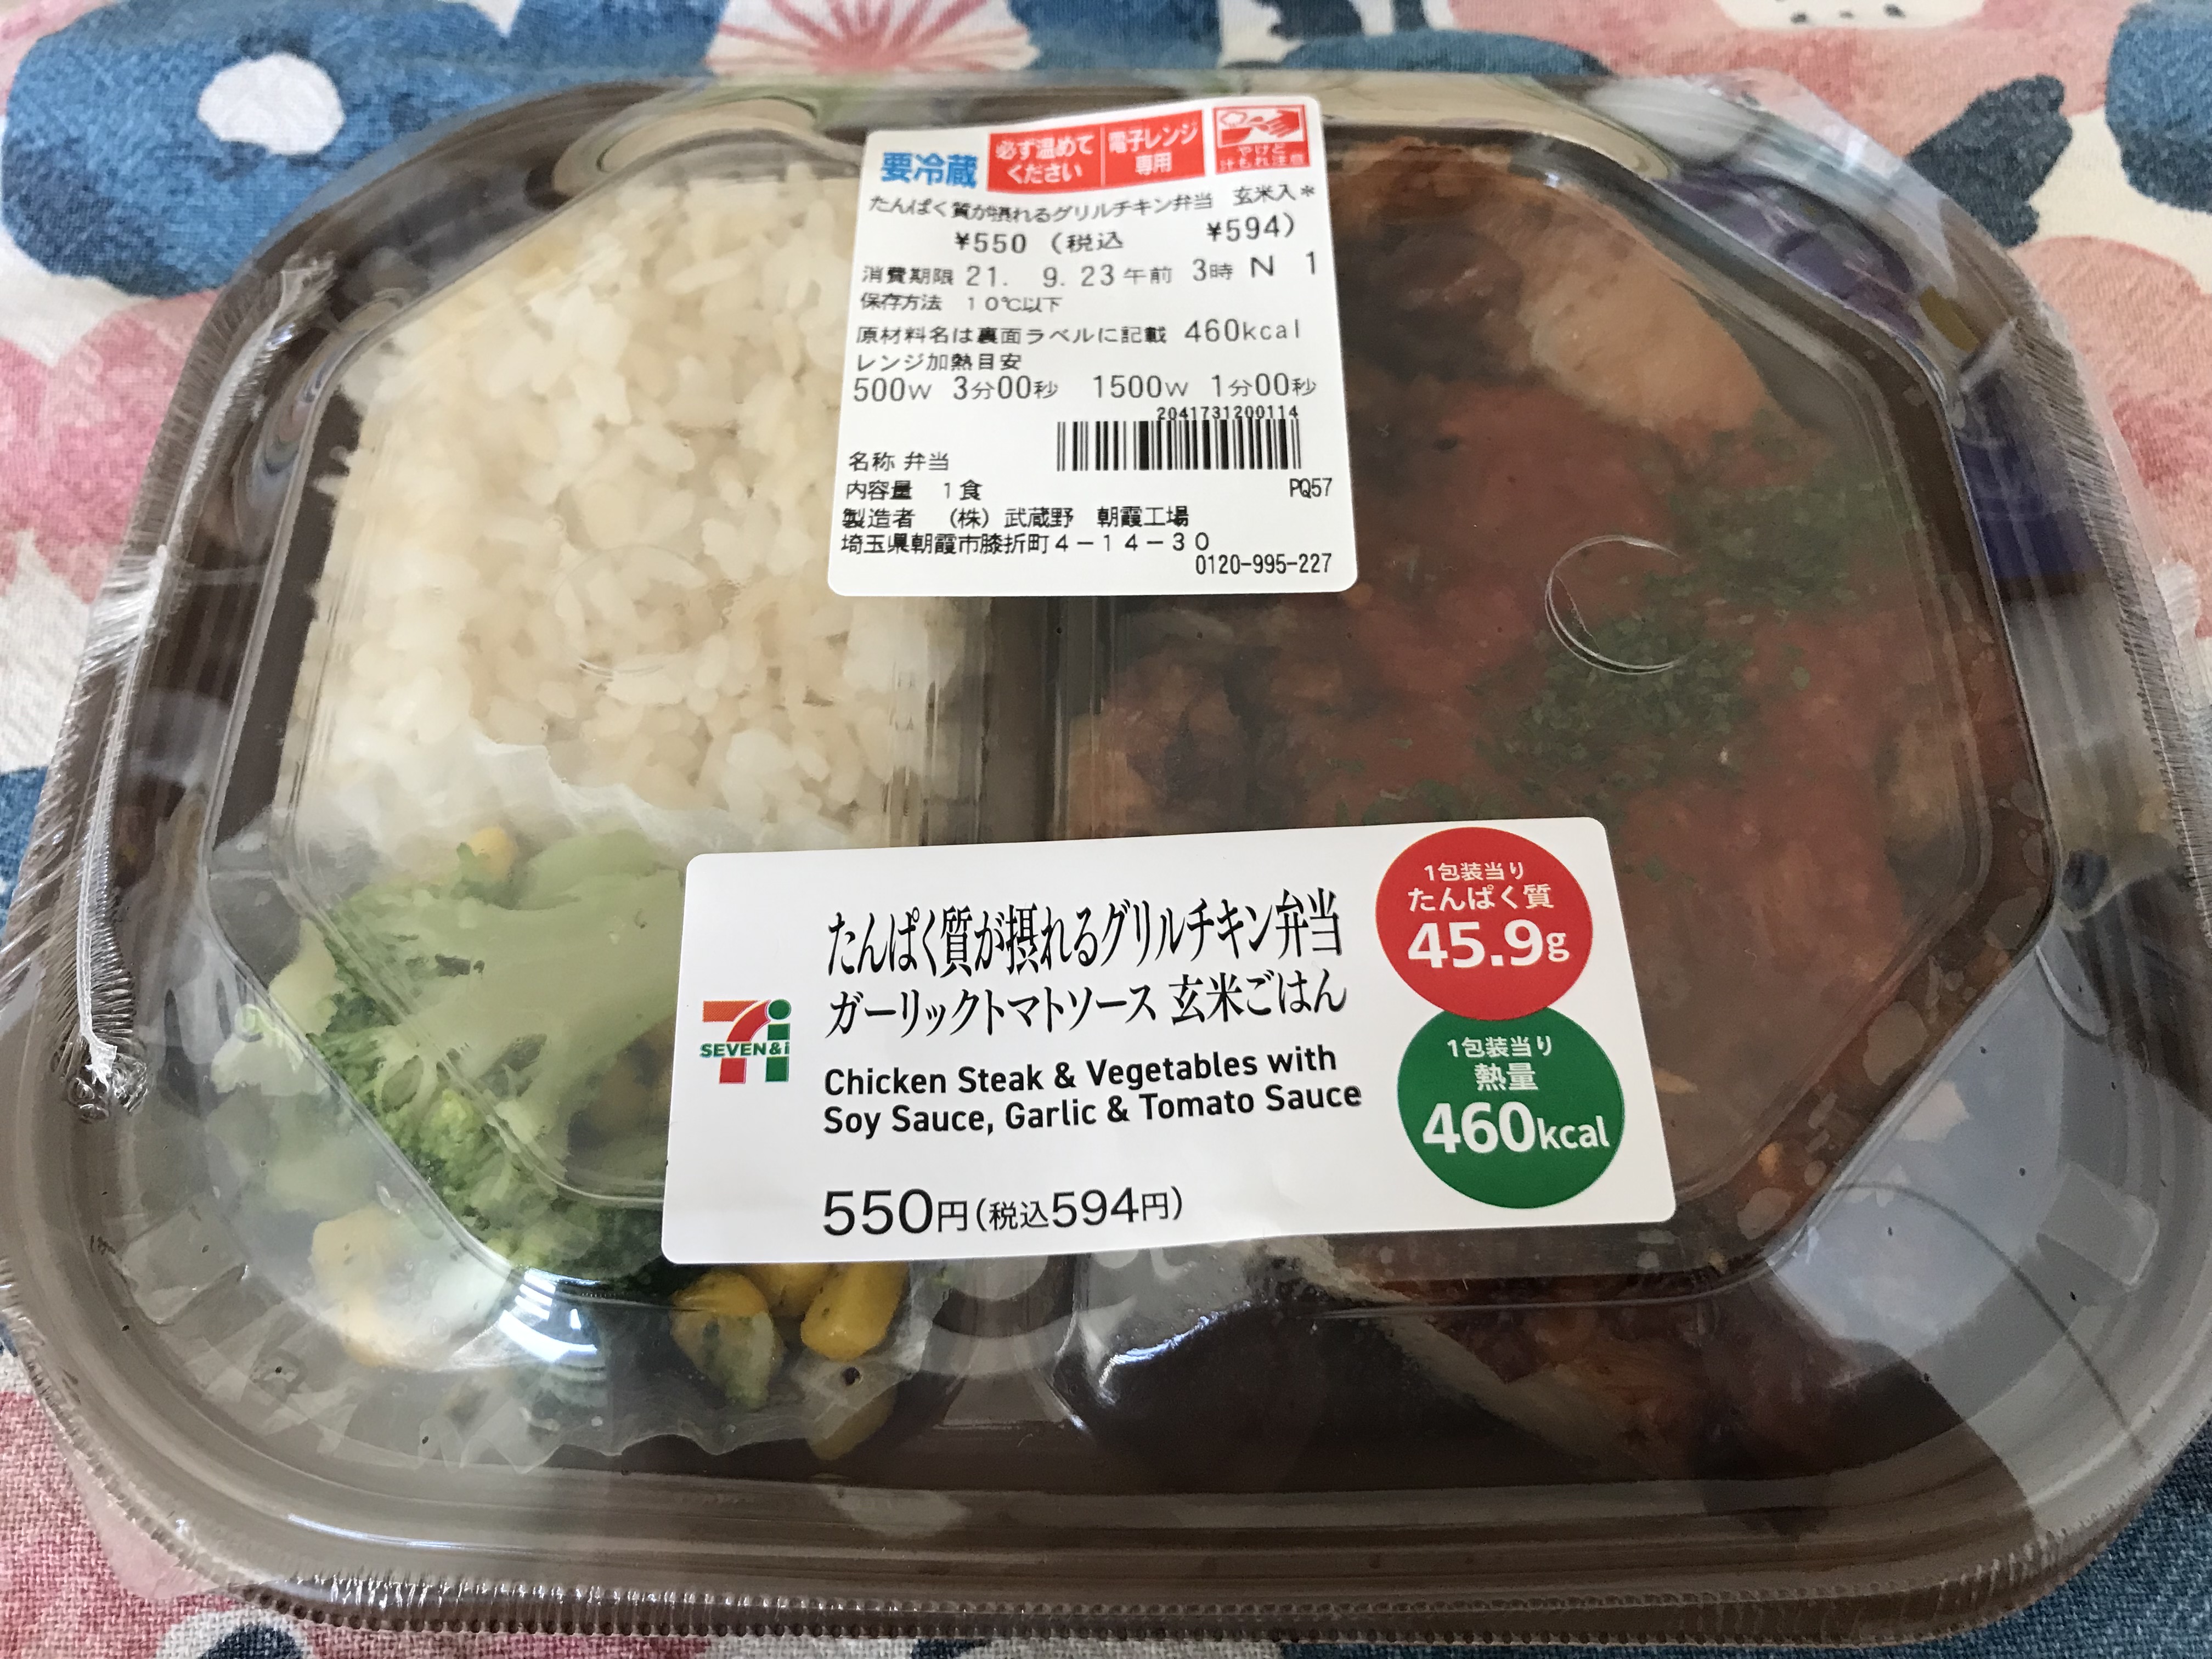 要冷蔵
必ず温めて
ください
電子レンジ
専用
やけど
汁もれ注意
たんぱく質が摂れるグリルチキン弁当 玄米入*
¥550 (税込 ¥594)
消費期限 21. 9. 23午前 3時 N 1
保存方法 10℃以下
原材料名は裏面ラベルに記載 460kcal
レンジ加熱目安
500W 3分00秒 1500W 1分00秒
2041731200114
名称 弁当
内容量 1食 PQ57
製造者 (株)武蔵野 朝霞工場
埼玉県朝霞市膝折町4-14-30
0120-995-227
たんぱく質が摂れるグリルチキン弁当
ガーリックトマトソース 玄米ごはん
SEVEN&i
Chicken Steak & Vegetables with
Soy Sauce, Garlic & Tomato Sauce
550円(税込594円)
1包装当り
たんぱく質
45.9g
1包装当り
熱量
460kcal